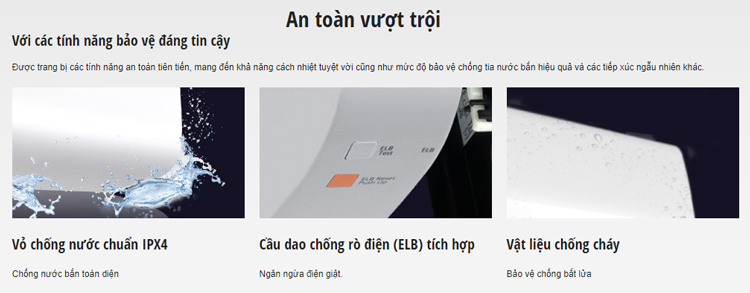 An toàn vượt trội
Với các tính năng bảo vệ đáng tin cậy
Được trang bị các tính năng an toàn tiên tiến, mang đến khả năng cách nhiệt tuyệt vời cũng như mức độ bảo vệ chống tia nước bắn hiệu quả và các tiếp xúc ngẫu nhiên khác.
ELB
Test
ELB
ELB Reset
Push Up
Vỏ chống nước chuẩn IPX4
Cầu dao chống rò điện (ELB) tích hợp
Vật liệu chống cháy
Chống nước bắn toàn diện
Ngăn ngừa điện giật.
Bảo vệ chống bắt lửa